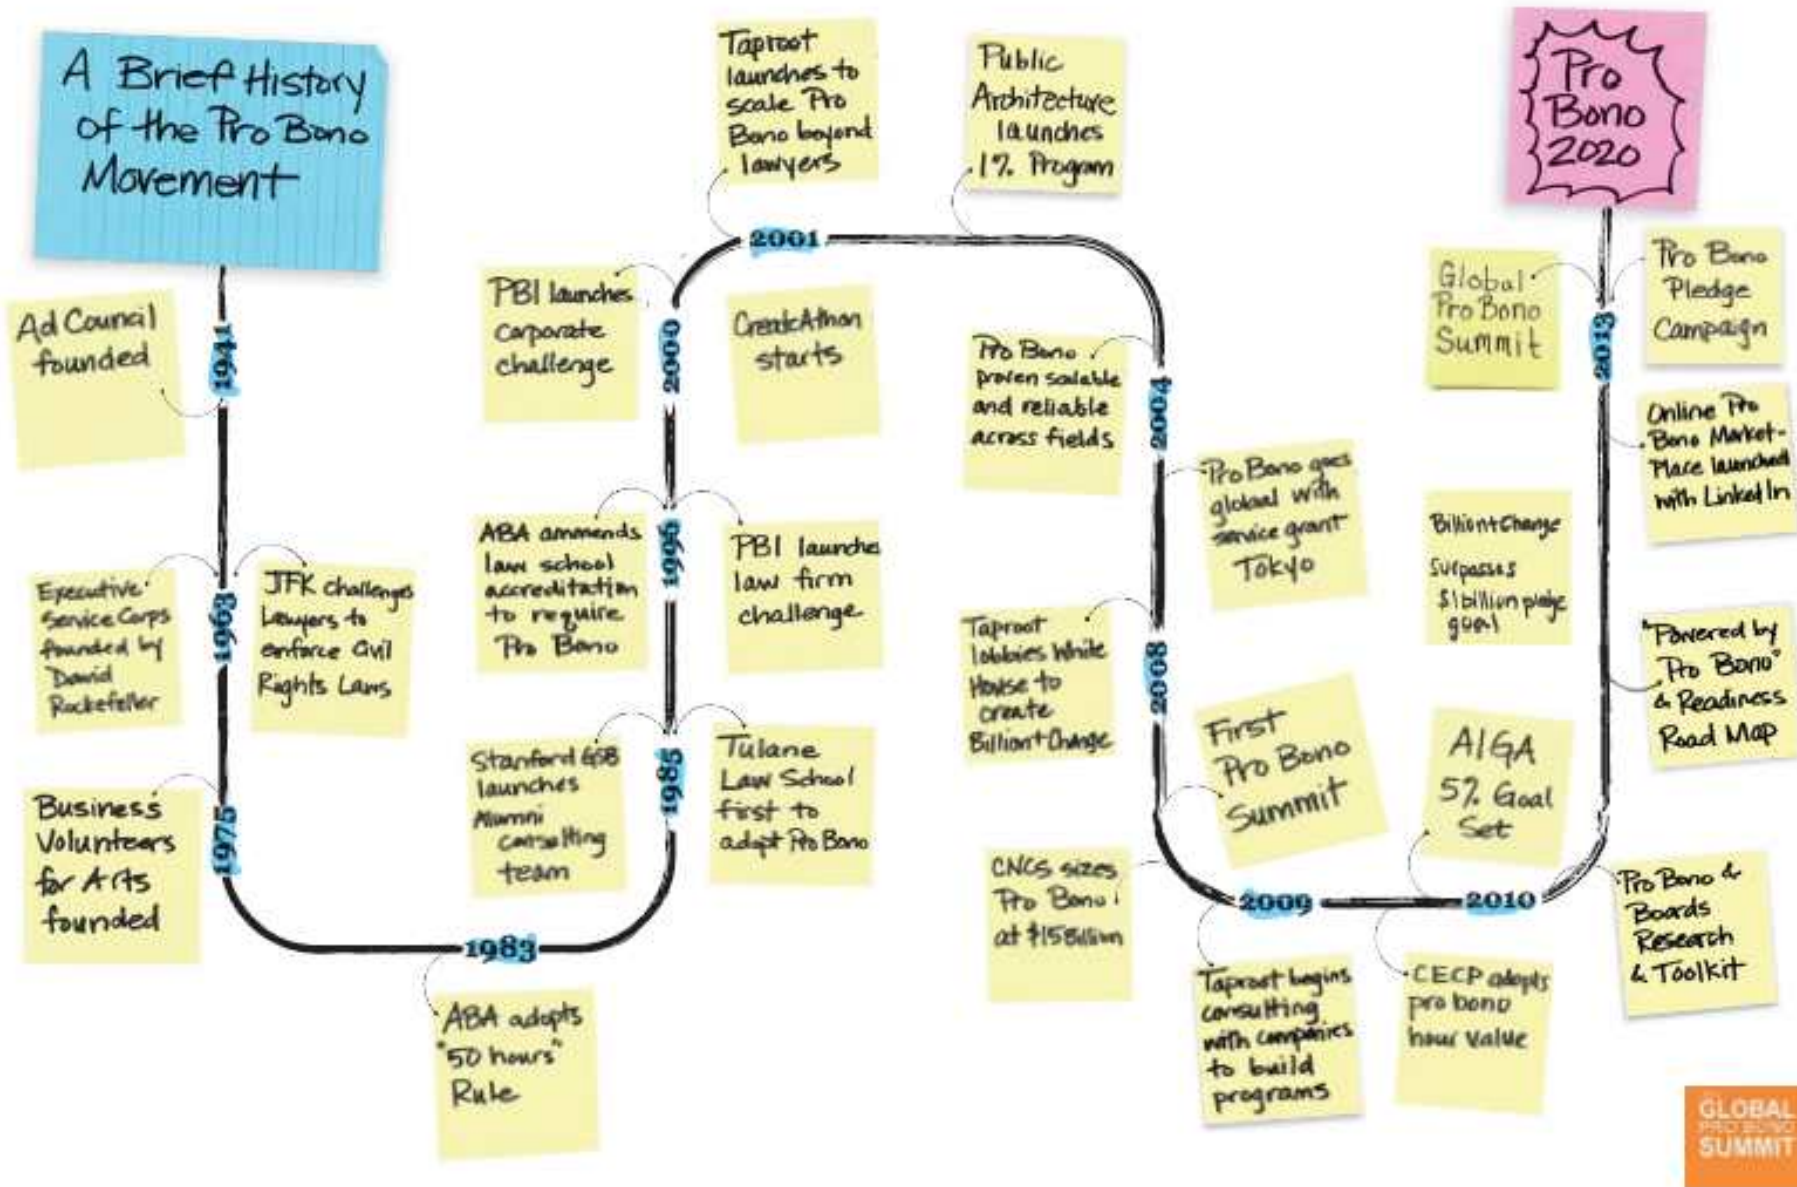 A Brief History
of the Pro Bono
Movement
Ad Council
founded
1941
Executive
Service Corps
founded by
David
Rockefeller
1963
JFK challenges
Lawyers to
enforce Civil
Rights Laws
Business
Volunteers
for Arts
founded
1975
1983
ABA adopts
"50 hours"
Rule
Stanford GSB
launches
Alumni
consulting
team
1985
Tulane
Law School
first to
adopt Pro Bono
ABA ammends
law school
accreditation
to require
Pro Bono
1996
PBI launches
law firm
challenge
PBI launches
corporate
challenge
2000
CreateAthon
starts
Taproot
launches to
scale Pro
Bono beyond
lawyers
2001
Public
Architecture
launches
1% Program
Pro Bono
proven scalable
and reliable
across fields
2004
Pro Bono goes
global with
service grant
Tokyo
Taproot
lobbies White
House to
create
Billion+Change
2008
First
Pro Bono
Summit
CNCS sizes
Pro Bono
at $15Billion
2009
Taproot begins
consulting
with companies
to build
programs
CECP adopts
pro bono
hour value
AIGA
5% Goal
Set
2010
Pro Bono &
Boards
Research
& Toolkit
"Powered by
Pro Bono"
& Readiness
Road Map
Billion+Change
Surpasses
$1billion pledge
goal
Online Pro
Bono Market-
Place launched
with LinkedIn
Global
Pro Bono
Summit
2013
Pro Bono
Pledge
Campaign
Pro
Bono
2020
GLOBAL
PRO BONO
SUMMIT